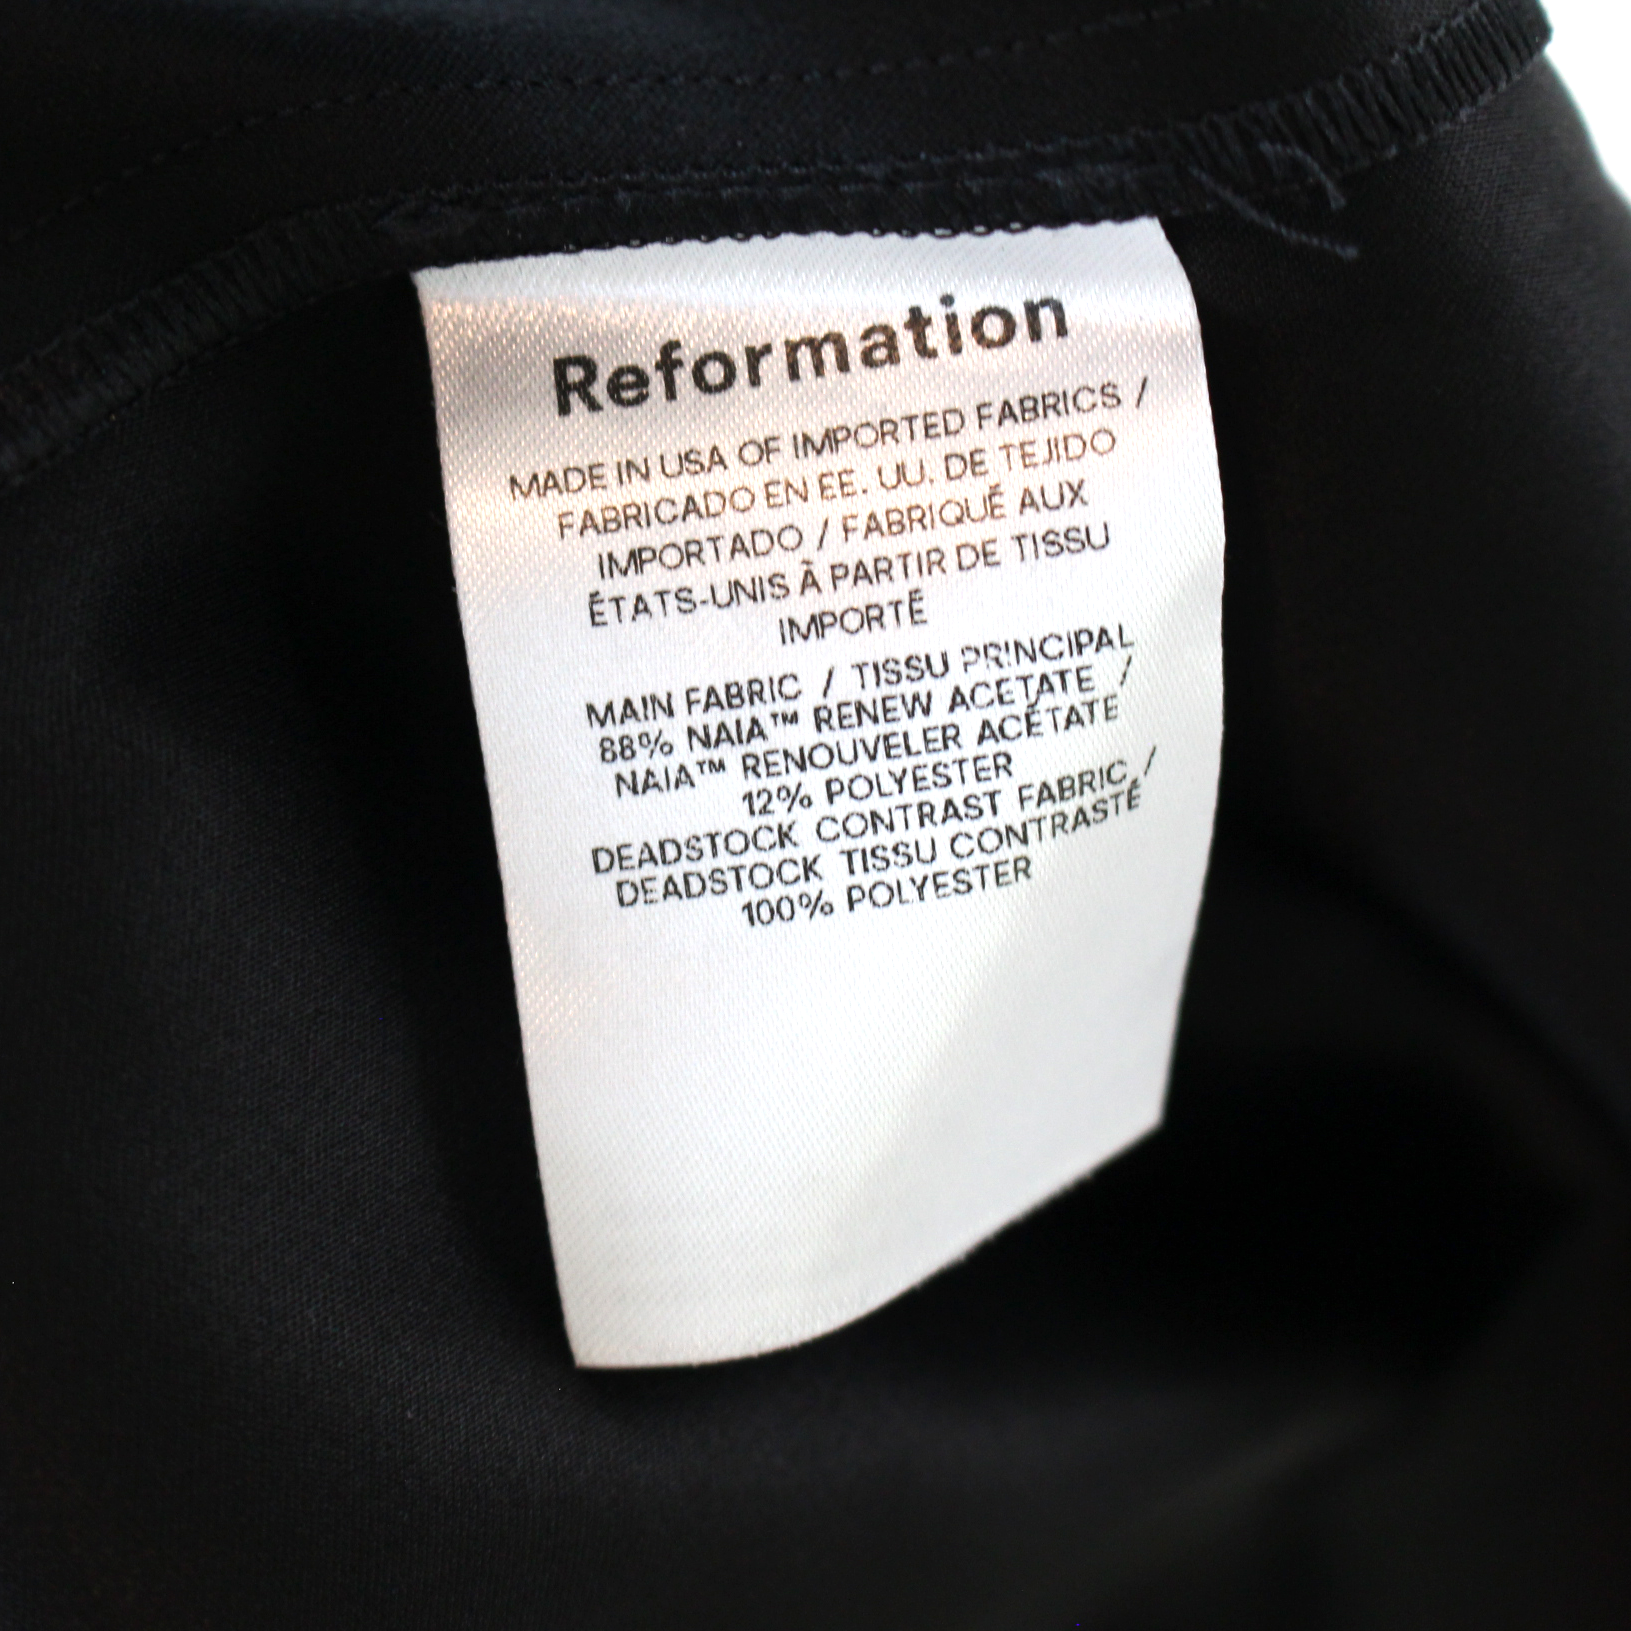 Reformation
MADE IN USA OF IMPORTED FABRICS /
FABRICADO EN EE. UU. DE TEJIDO
IMPORTADO / FABRIQUÉ AUX
ÉTATS-UNIS À PARTIR DE TISSU
IMPORTÉ
MAIN FABRIC / TISSU PRINCIPAL
88% NAIA™ RENEW ACETATE /
NAIA™ RENOUVELER ACÉTATE
12% POLYESTER
DEADSTOCK CONTRAST FABRIC /
DEADSTOCK TISSU CONTRASTÉ
100% POLYESTER